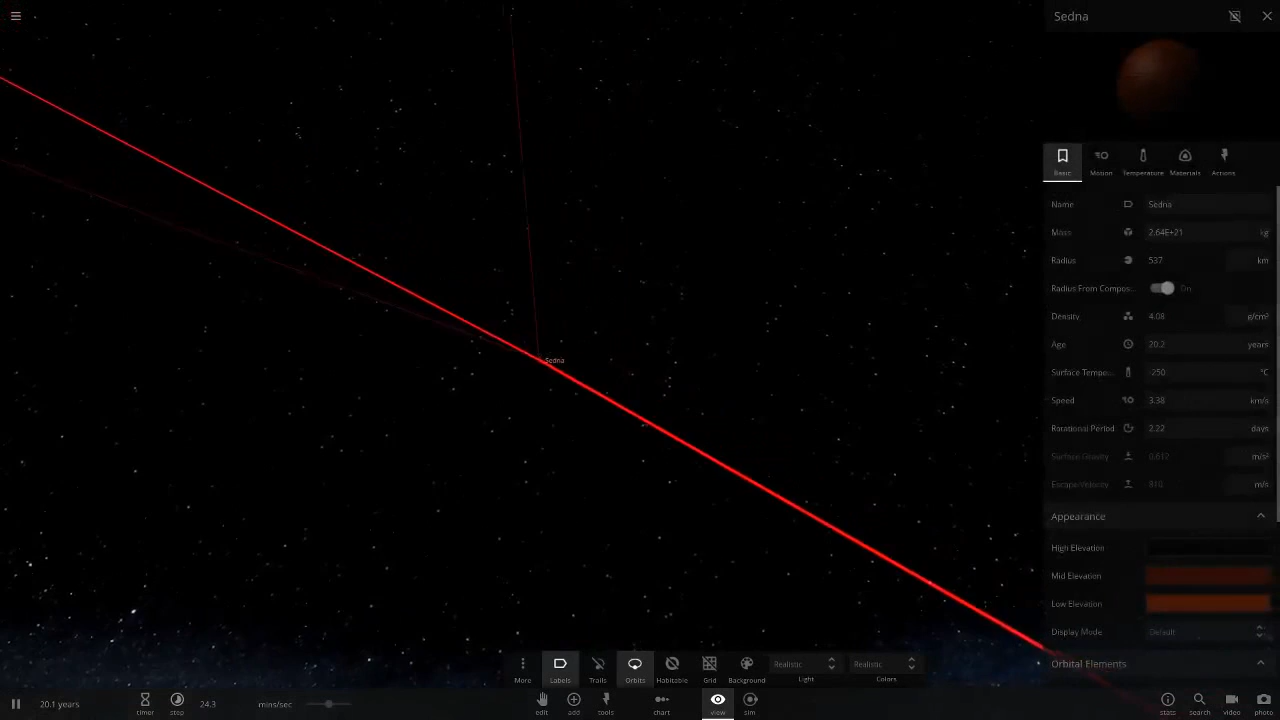 Sedna
Basic Motion Temperature Materials Actions
Name Sedna
Mass 2.64E+21 kg
Radius 537 km
Radius From Compos... On
Density 4.08 g/cm³
Age 20.2 years
Surface Tempe... -250 °C
Speed 3.38 km/s
Rotational Period 2.22 days
Surface Gravity 0.612 m/s²
Escape Velocity 810 m/s
Appearance
High Elevation
Mid Elevation
Low Elevation
Display Mode Default
Orbital Elements
Sedna
More Labels Trails Orbits Habitable Grid Background
Realistic Realistic
Light Colors
20.1 years timer step 24.3 mins/sec edit add tools chart view sim stats search video photo